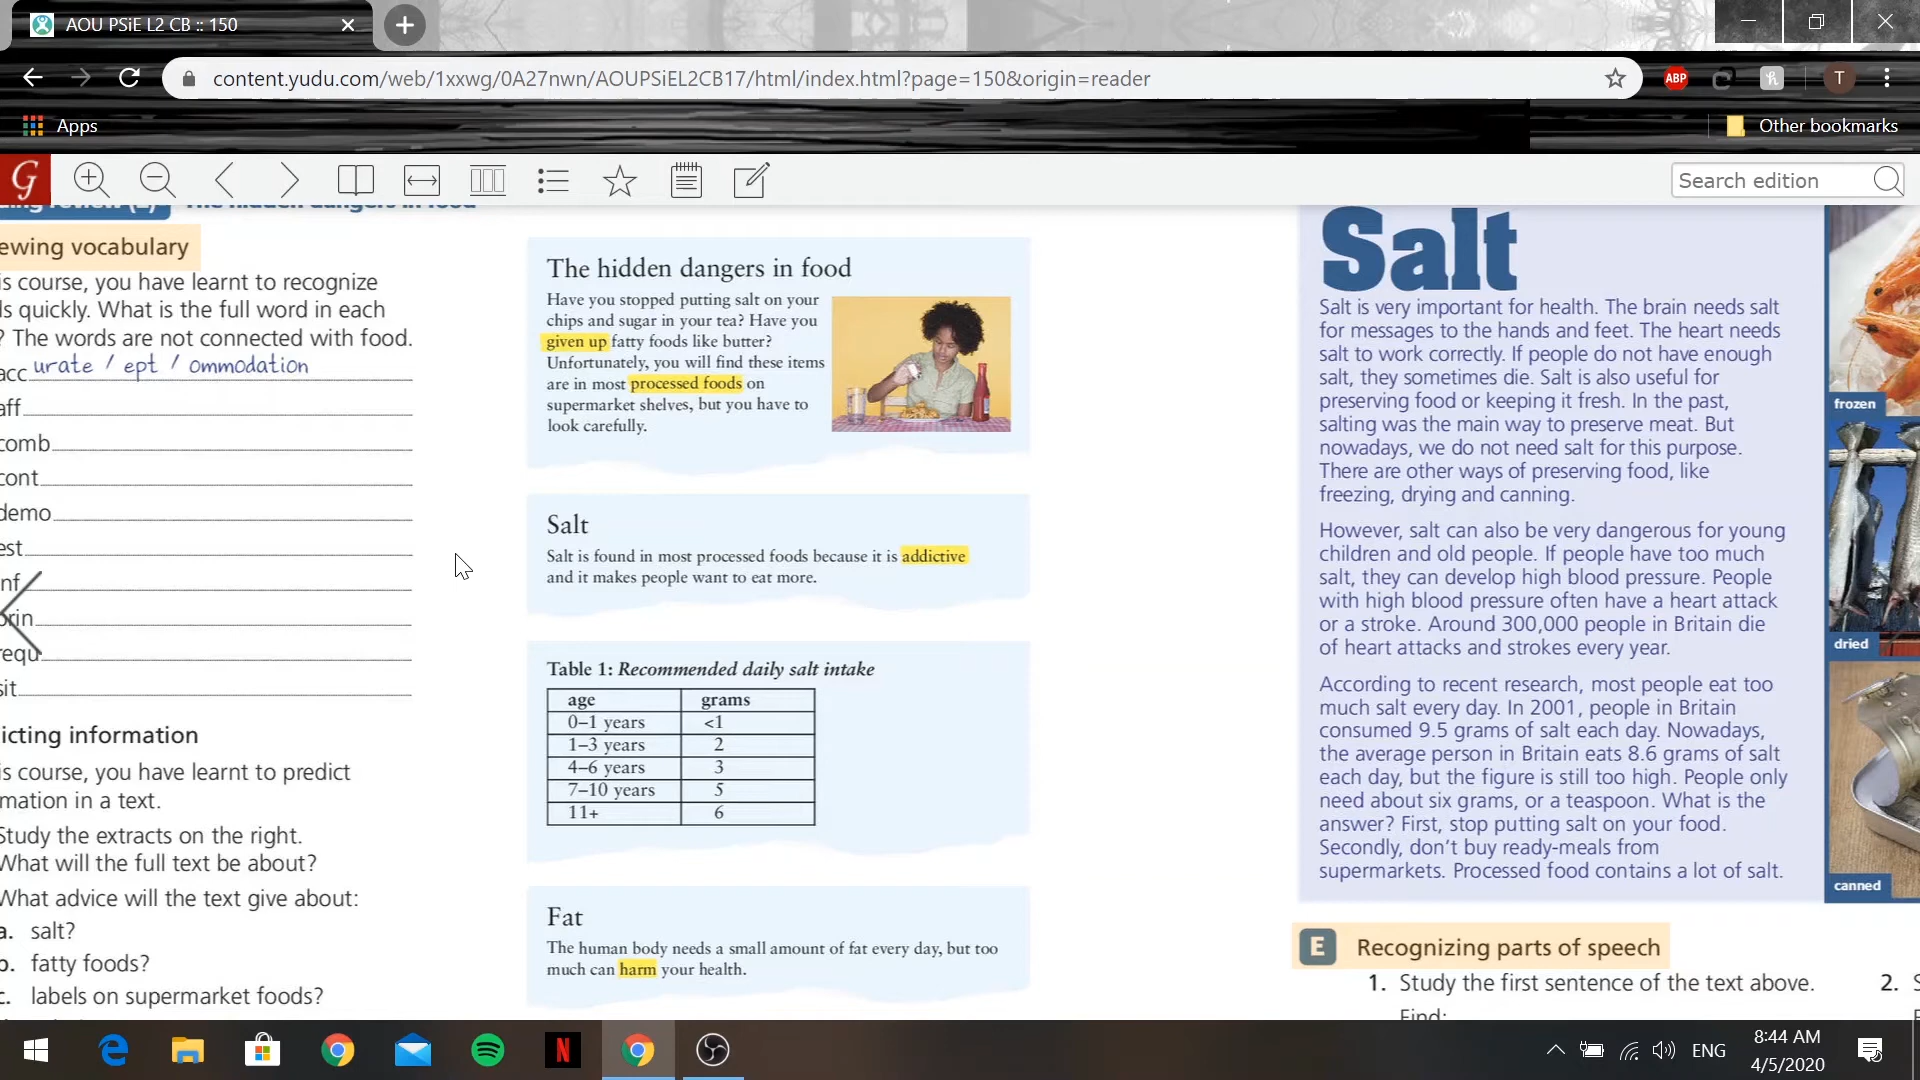 AOU PSiE L2 CB :: 150
content.yudu.com/web/1xxwg/0A27nwn/AOUPSiEL2CB17/html/index.html?page=150&origin=reader
ABP
T
Apps
Other bookmarks
G
Search edition
The hidden dangers in food
ewing vocabulary
is course, you have learnt to recognize
ls quickly. What is the full word in each
? The words are not connected with food.
acc urate / ept / ommodation
aff
comb
cont
demo
est
nf
orin
requ
sit
icting information
is course, you have learnt to predict
mation in a text.
Study the extracts on the right.
What will the full text be about?
What advice will the text give about:
a. salt?
b. fatty foods?
c. labels on supermarket foods?
The hidden dangers in food
Have you stopped putting salt on your
chips and sugar in your tea? Have you
given up fatty foods like butter?
Unfortunately, you will find these items
are in most processed foods on
supermarket shelves, but you have to
look carefully.
Salt
Salt is found in most processed foods because it is addictive
and it makes people want to eat more.
Table 1: Recommended daily salt intake
age grams
0–1 years <1
1–3 years 2
4–6 years 3
7–10 years 5
11+ 6
Fat
The human body needs a small amount of fat every day, but too
much can harm your health.
Salt
Salt is very important for health. The brain needs salt
for messages to the hands and feet. The heart needs
salt to work correctly. If people do not have enough
salt, they sometimes die. Salt is also useful for
preserving food or keeping it fresh. In the past,
salting was the main way to preserve meat. But
nowadays, we do not need salt for this purpose.
There are other ways of preserving food, like
freezing, drying and canning.
However, salt can also be very dangerous for young
children and old people. If people have too much
salt, they can develop high blood pressure. People
with high blood pressure often have a heart attack
or a stroke. Around 300,000 people in Britain die
of heart attacks and strokes every year.
According to recent research, most people eat too
much salt every day. In 2001, people in Britain
consumed 9.5 grams of salt each day. Nowadays,
the average person in Britain eats 8.6 grams of salt
each day, but the figure is still too high. People only
need about six grams, or a teaspoon. What is the
answer? First, stop putting salt on your food.
Secondly, don't buy ready-meals from
supermarkets. Processed food contains a lot of salt.
frozen
dried
canned
E Recognizing parts of speech
1. Study the first sentence of the text above.
Find:
2. S
ENG
8:44 AM
4/5/2020